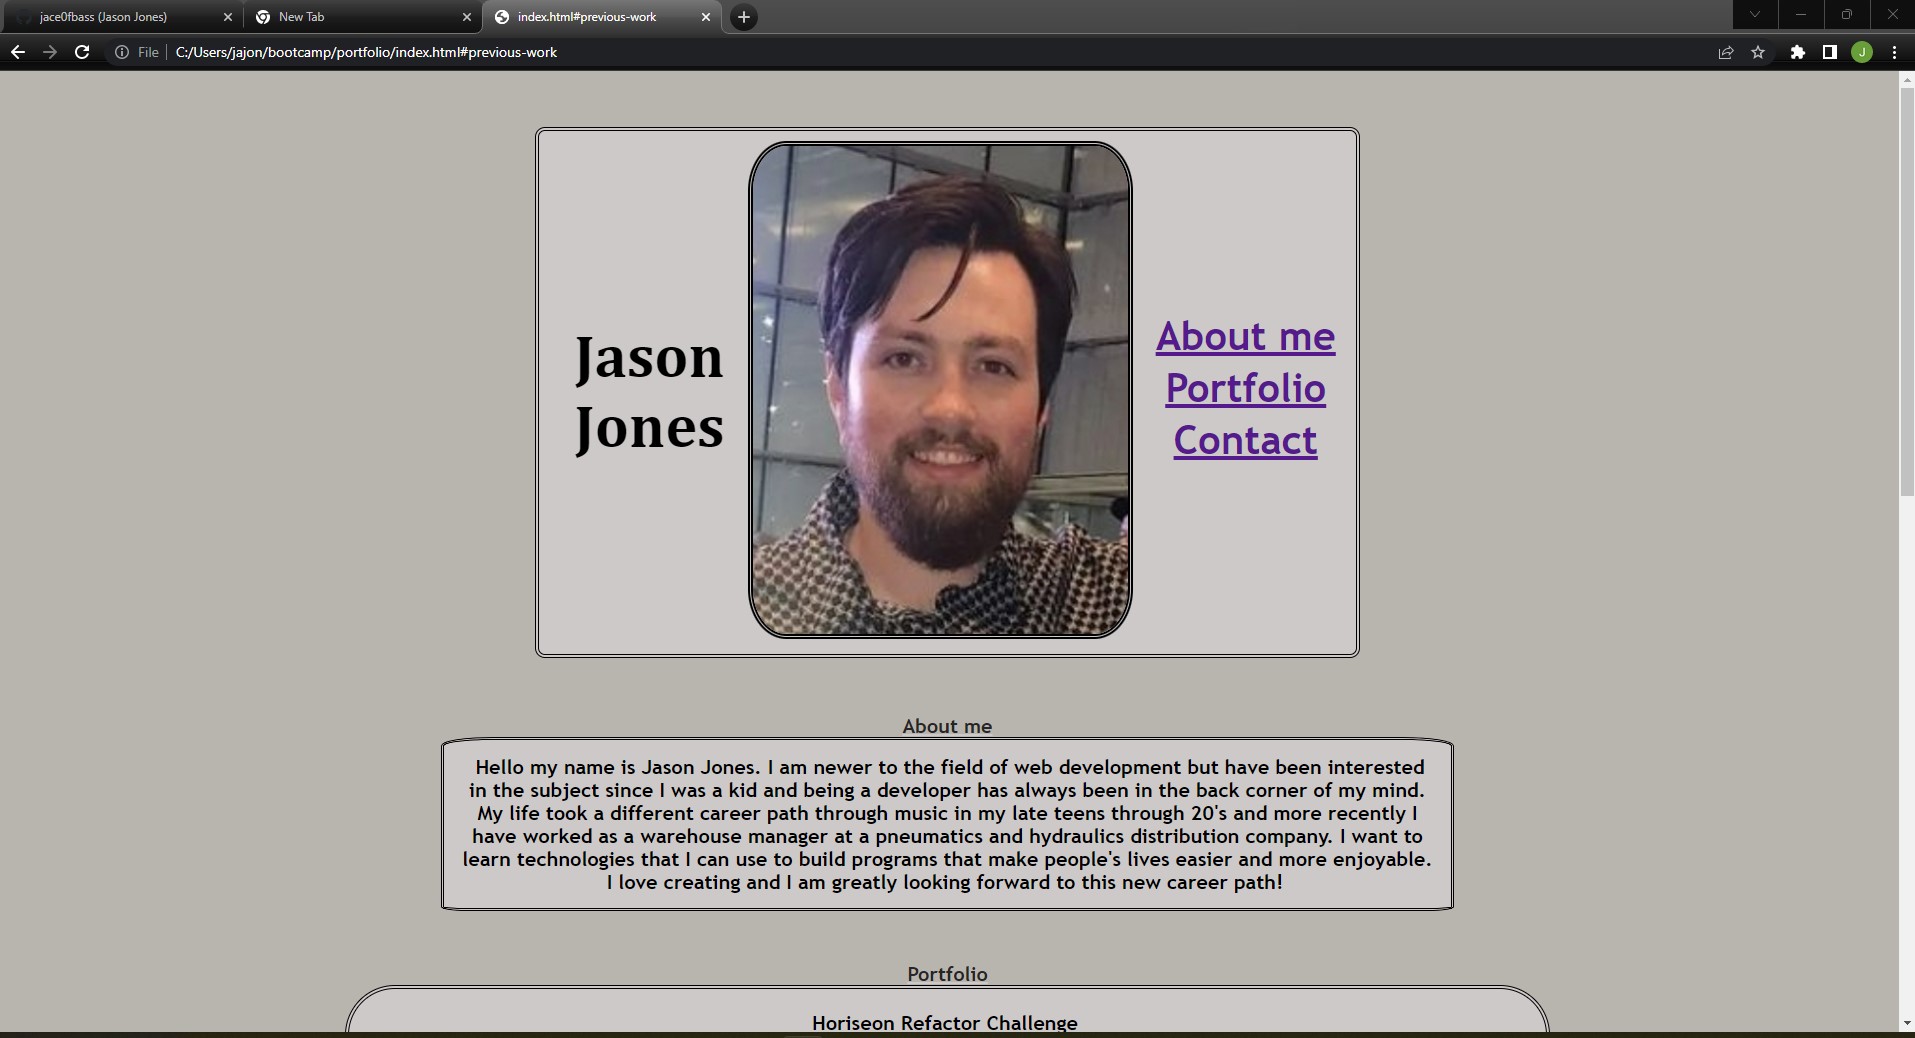 jace0fbass (Jason Jones)
New Tab
index.html#previous-work
File
C:/Users/jajon/bootcamp/portfolio/index.html#previous-work
J
Jason
Jones
About me
Portfolio
Contact
About me
Hello my name is Jason Jones. I am newer to the field of web development but have been interested
in the subject since I was a kid and being a developer has always been in the back corner of my mind.
My life took a different career path through music in my late teens through 20's and more recently I
have worked as a warehouse manager at a pneumatics and hydraulics distribution company. I want to
learn technologies that I can use to build programs that make people's lives easier and more enjoyable.
I love creating and I am greatly looking forward to this new career path!
Portfolio
Horiseon Refactor Challenge